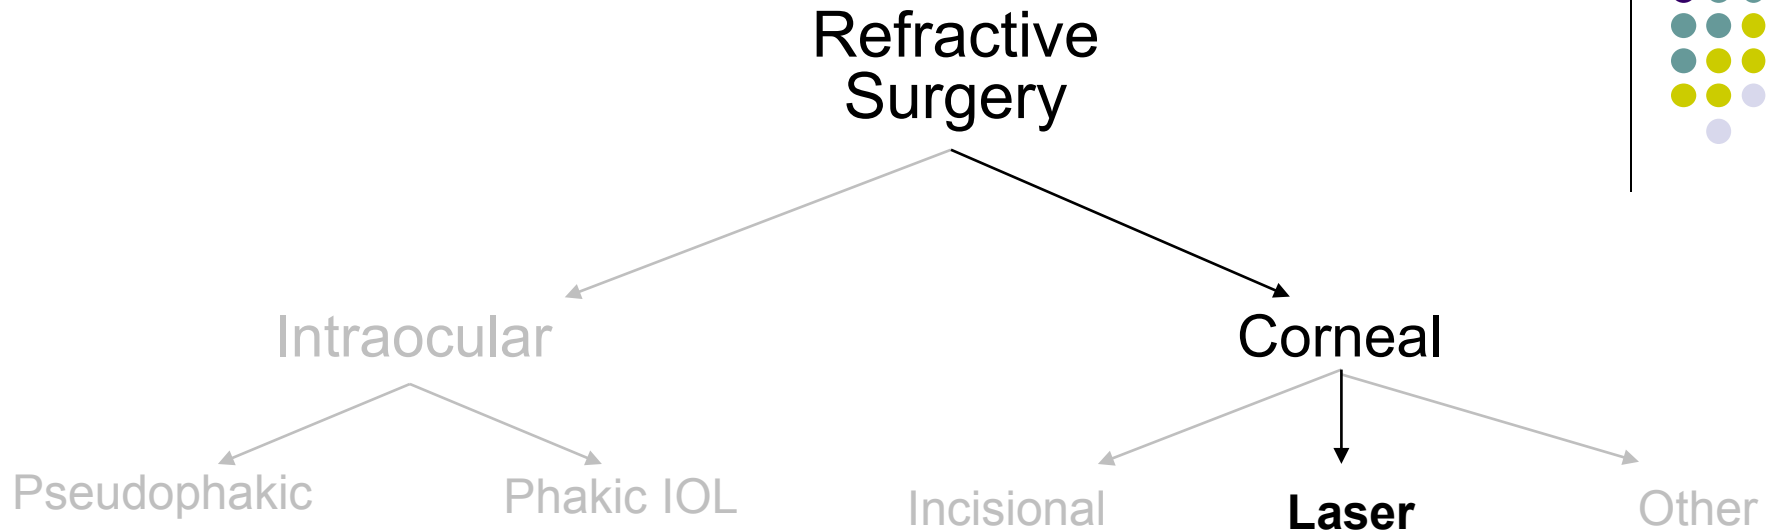 Refractive
Surgery
Intraocular
Corneal
Pseudophakic
Phakic IOL
Incisional
Laser
Other